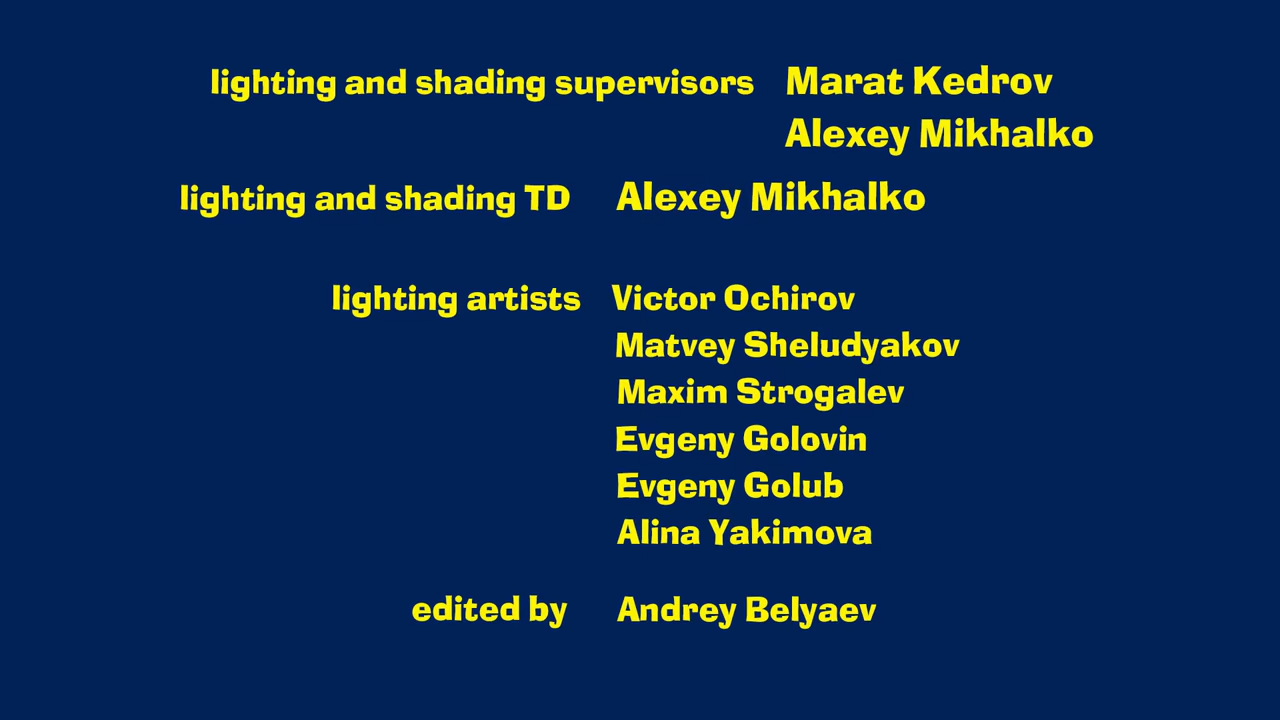 lighting and shading supervisors Marat Kedrov
Alexey Mikhalko
lighting and shading TD Alexey Mikhalko
lighting artists Victor Ochirov
Matvey Sheludyakov
Maxim Strogalev
Evgeny Golovin
Evgeny Golub
Alina Yakimova
edited by Andrey Belyaev